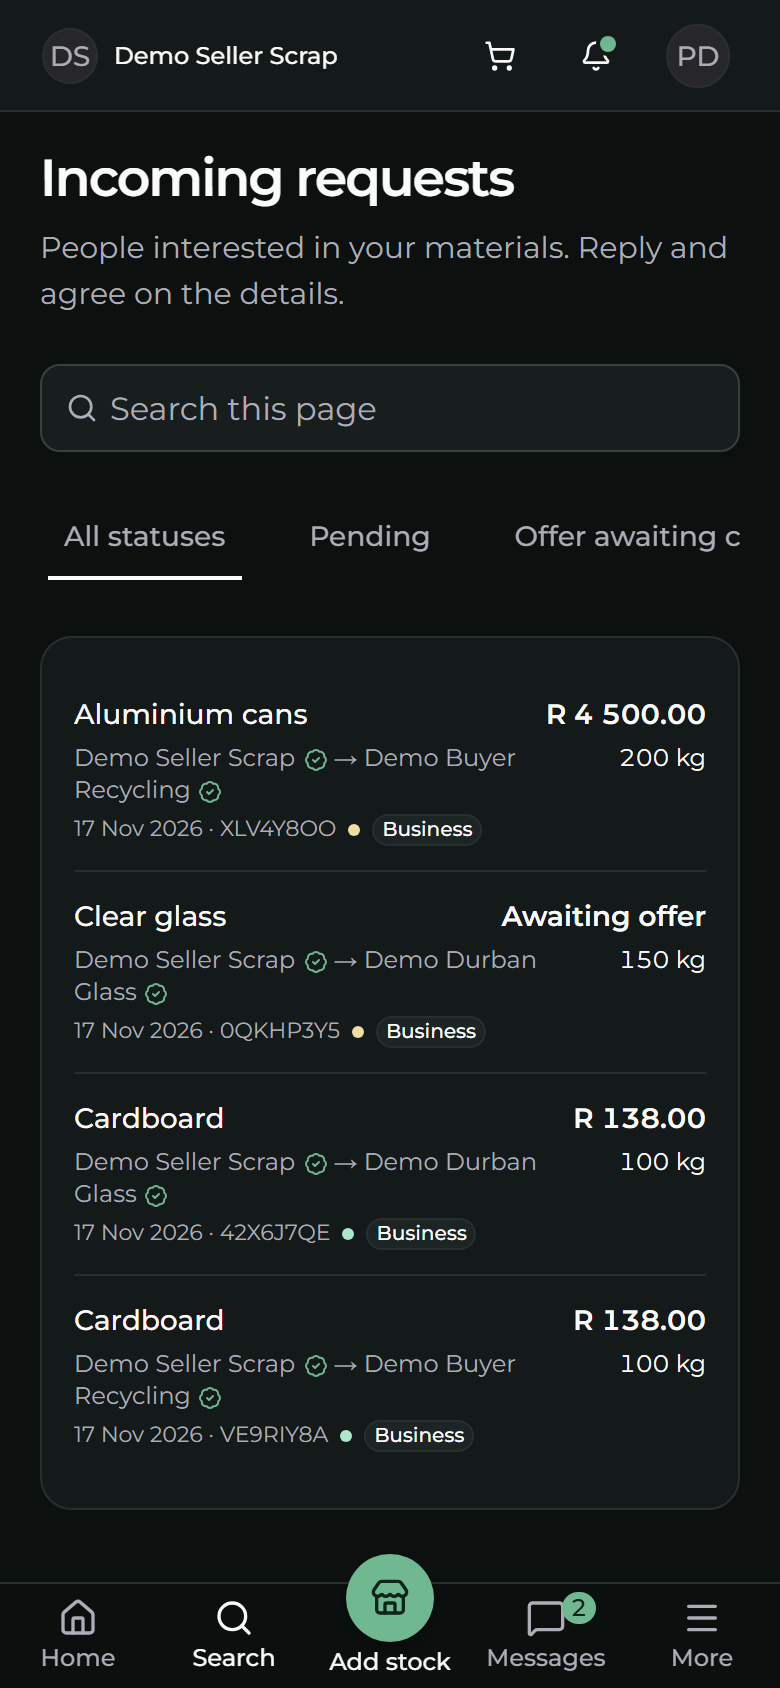 DS Demo Seller Scrap PD
Incoming requests
People interested in your materials. Reply and
agree on the details.
Search this page
All statuses Pending Offer awaiting c
Aluminium cans R 4 500.00
Demo Seller Scrap → Demo Buyer 200 kg
Recycling
17 Nov 2026 · XLV4Y8OO Business
Clear glass Awaiting offer
Demo Seller Scrap → Demo Durban 150 kg
Glass
17 Nov 2026 · 0QKHP3Y5 Business
Cardboard R 138.00
Demo Seller Scrap → Demo Durban 100 kg
Glass
17 Nov 2026 · 42X6J7QE Business
Cardboard R 138.00
Demo Seller Scrap → Demo Buyer 100 kg
Recycling
17 Nov 2026 · VE9RIY8A Business
2
Home Search Add stock Messages More